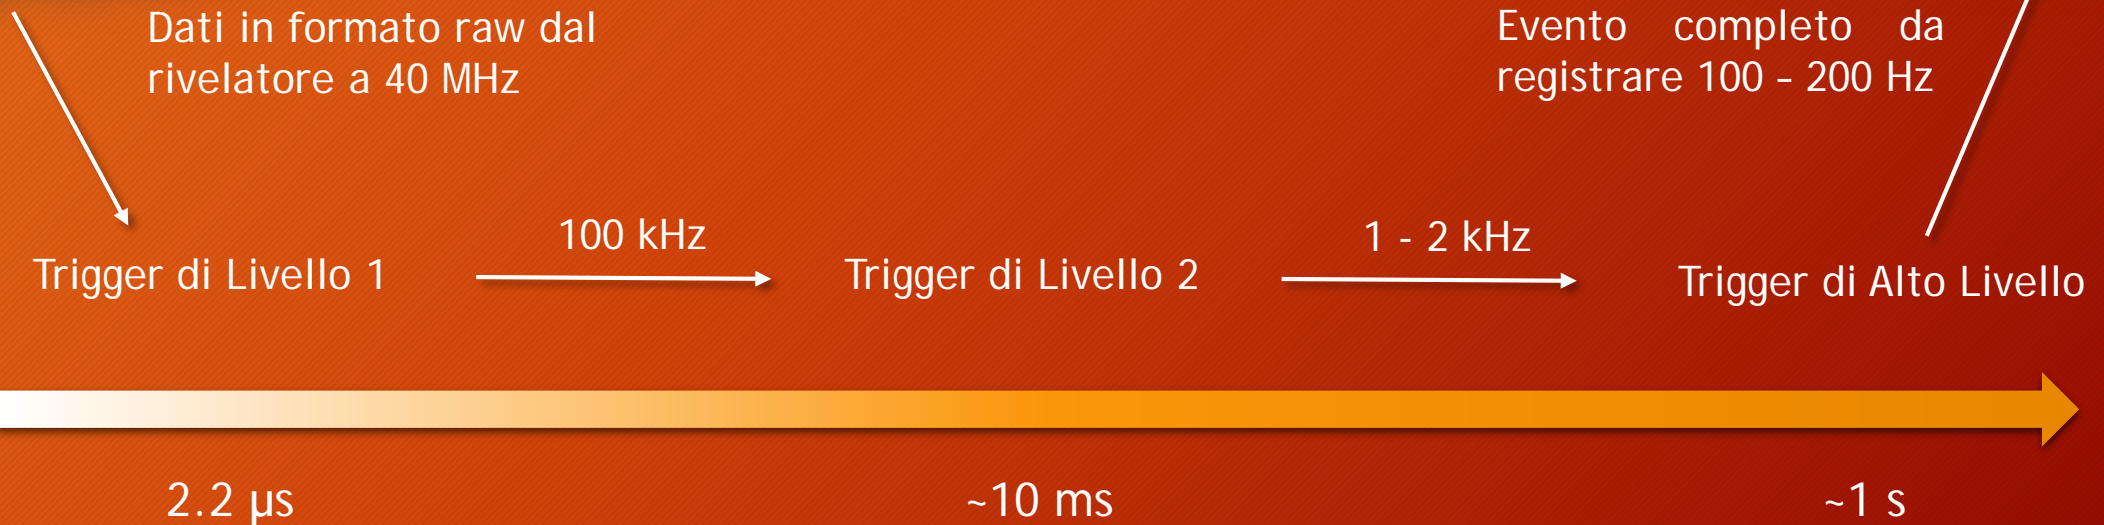 Dati in formato raw dal
rivelatore a 40 MHz
Evento completo da
registrare 100 – 200 Hz
100 kHz
1 - 2 kHz
Trigger di Livello 1
Trigger di Livello 2
Trigger di Alto Livello
2.2 µs
~10 ms
~1 s